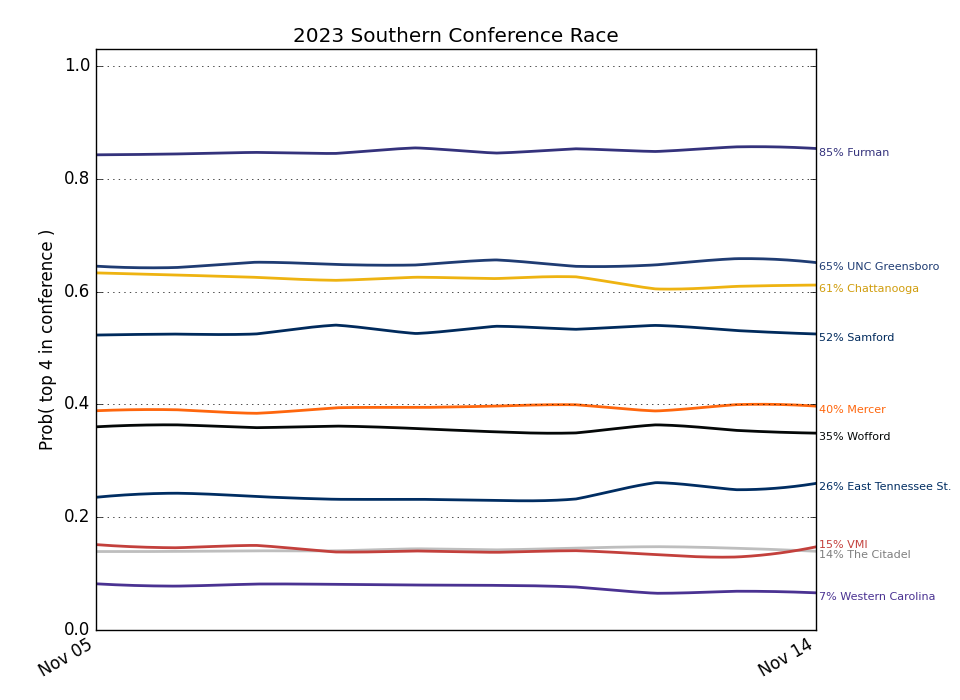 2023 Southern Conference Race
Prob( top 4 in conference )
1.0
0.8
0.6
0.4
0.2
0.0
Nov 05
Nov 14
85% Furman
65% UNC Greensboro
61% Chattanooga
52% Samford
40% Mercer
35% Wofford
26% East Tennessee St.
15% VMI
14% The Citadel
7% Western Carolina